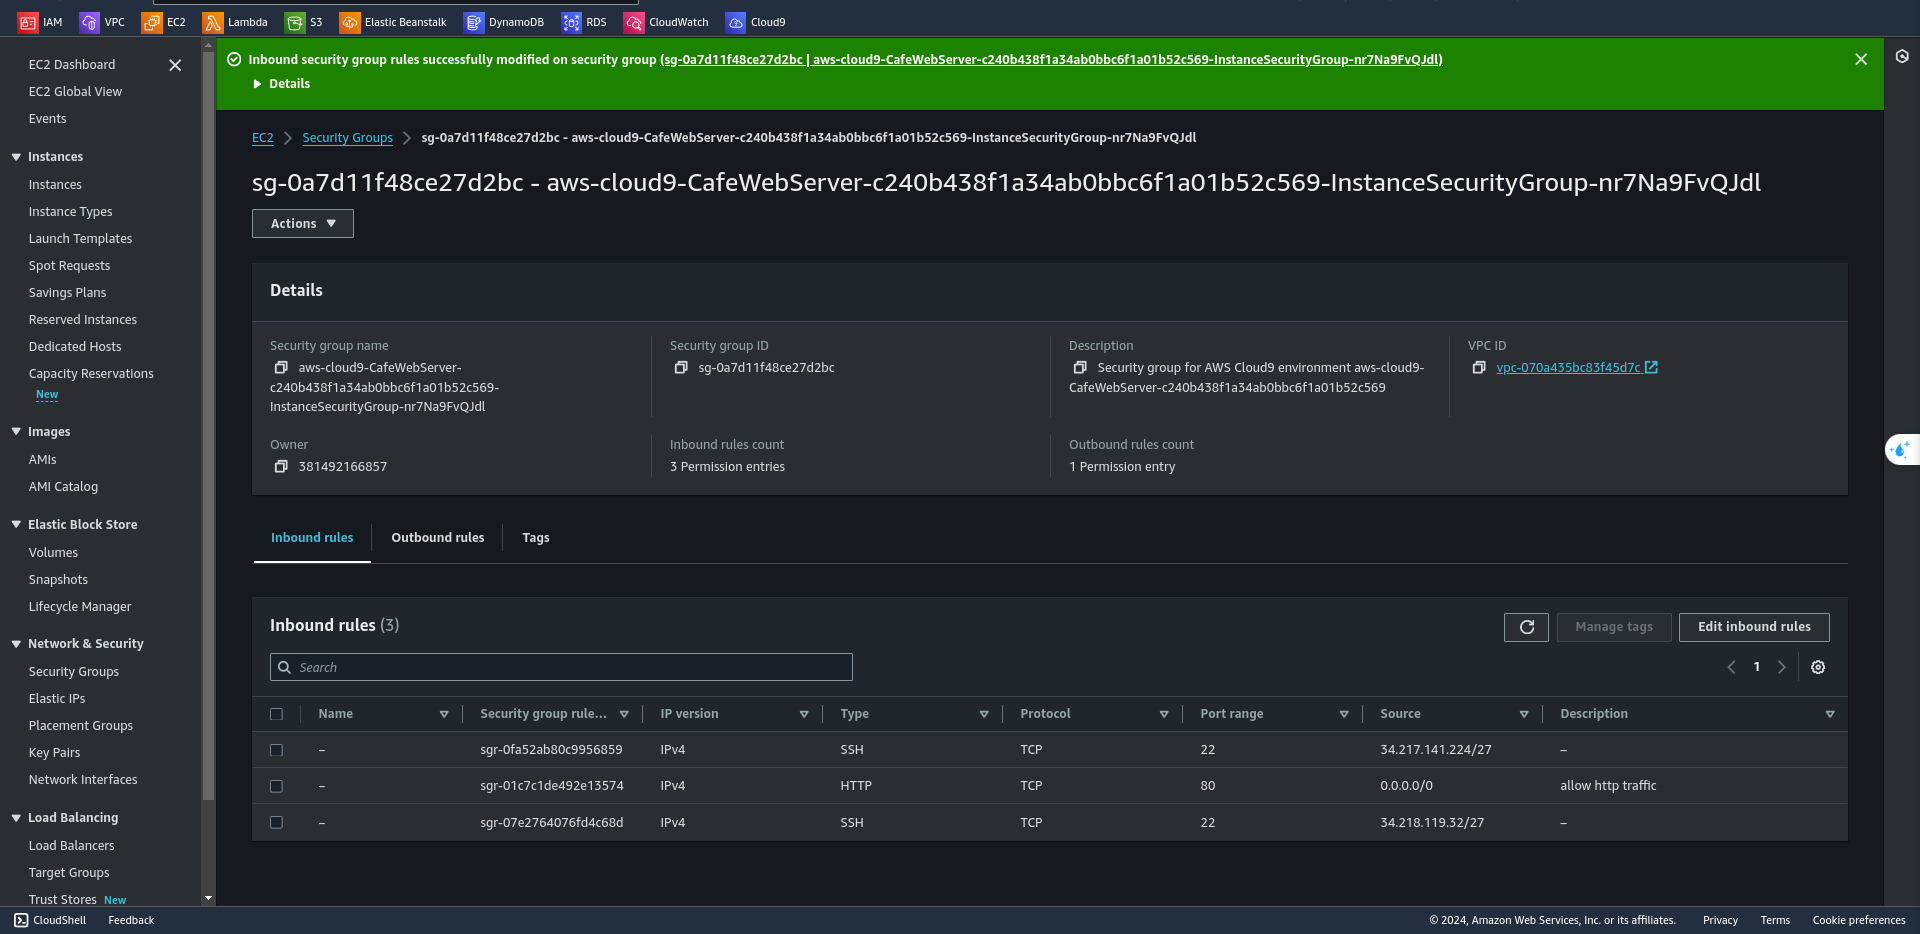 IAM VPC EC2 Lambda S3 Elastic Beanstalk DynamoDB RDS CloudWatch Cloud9
EC2 Dashboard
EC2 Global View
Events
Instances
Instances
Instance Types
Launch Templates
Spot Requests
Savings Plans
Reserved Instances
Dedicated Hosts
Capacity Reservations
New
Images
AMIs
AMI Catalog
Elastic Block Store
Volumes
Snapshots
Lifecycle Manager
Network & Security
Security Groups
Elastic IPs
Placement Groups
Key Pairs
Network Interfaces
Load Balancing
Load Balancers
Target Groups
Trust Stores New
Inbound security group rules successfully modified on security group (sg-0a7d11f48ce27d2bc | aws-cloud9-CafeWebServer-c240b438f1a34ab0bbc6f1a01b52c569-InstanceSecurityGroup-nr7Na9FvQJdl)
Details
EC2 Security Groups sg-0a7d11f48ce27d2bc - aws-cloud9-CafeWebServer-c240b438f1a34ab0bbc6f1a01b52c569-InstanceSecurityGroup-nr7Na9FvQJdl
sg-0a7d11f48ce27d2bc - aws-cloud9-CafeWebServer-c240b438f1a34ab0bbc6f1a01b52c569-InstanceSecurityGroup-nr7Na9FvQJdl
Actions
Details
Security group name
aws-cloud9-CafeWebServer-
c240b438f1a34ab0bbc6f1a01b52c569-
InstanceSecurityGroup-nr7Na9FvQJdl
Security group ID
sg-0a7d11f48ce27d2bc
Description
Security group for AWS Cloud9 environment aws-cloud9-
CafeWebServer-c240b438f1a34ab0bbc6f1a01b52c569
VPC ID
vpc-070a435bc83f45d7c
Owner
381492166857
Inbound rules count
3 Permission entries
Outbound rules count
1 Permission entry
Inbound rules Outbound rules Tags
Inbound rules (3)
Manage tags Edit inbound rules
Search
1
Name Security group rule... IP version Type Protocol Port range Source Description
– sgr-0fa52ab80c9956859 IPv4 SSH TCP 22 34.217.141.224/27 –
– sgr-01c7c1de492e13574 IPv4 HTTP TCP 80 0.0.0.0/0 allow http traffic
– sgr-07e2764076fd4c68d IPv4 SSH TCP 22 34.218.119.32/27 –
CloudShell Feedback © 2024, Amazon Web Services, Inc. or its affiliates. Privacy Terms Cookie preferences